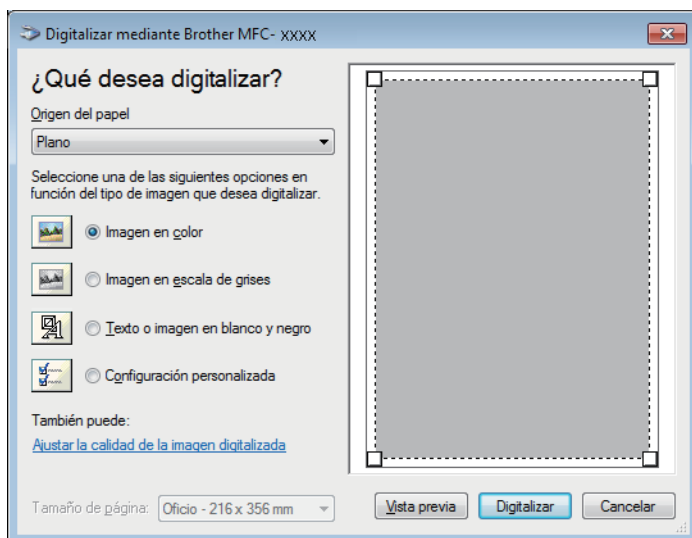 Digitalizar mediante Brother MFC- XXXX
¿Qué desea digitalizar?
Origen del papel
Plano
Seleccione una de las siguientes opciones en
función del tipo de imagen que desea digitalizar.
Imagen en color
Imagen en escala de grises
Texto o imagen en blanco y negro
Configuración personalizada
También puede:
Ajustar la calidad de la imagen digitalizada
Tamaño de página: Oficio - 216 x 356 mm
Vista previa Digitalizar Cancelar